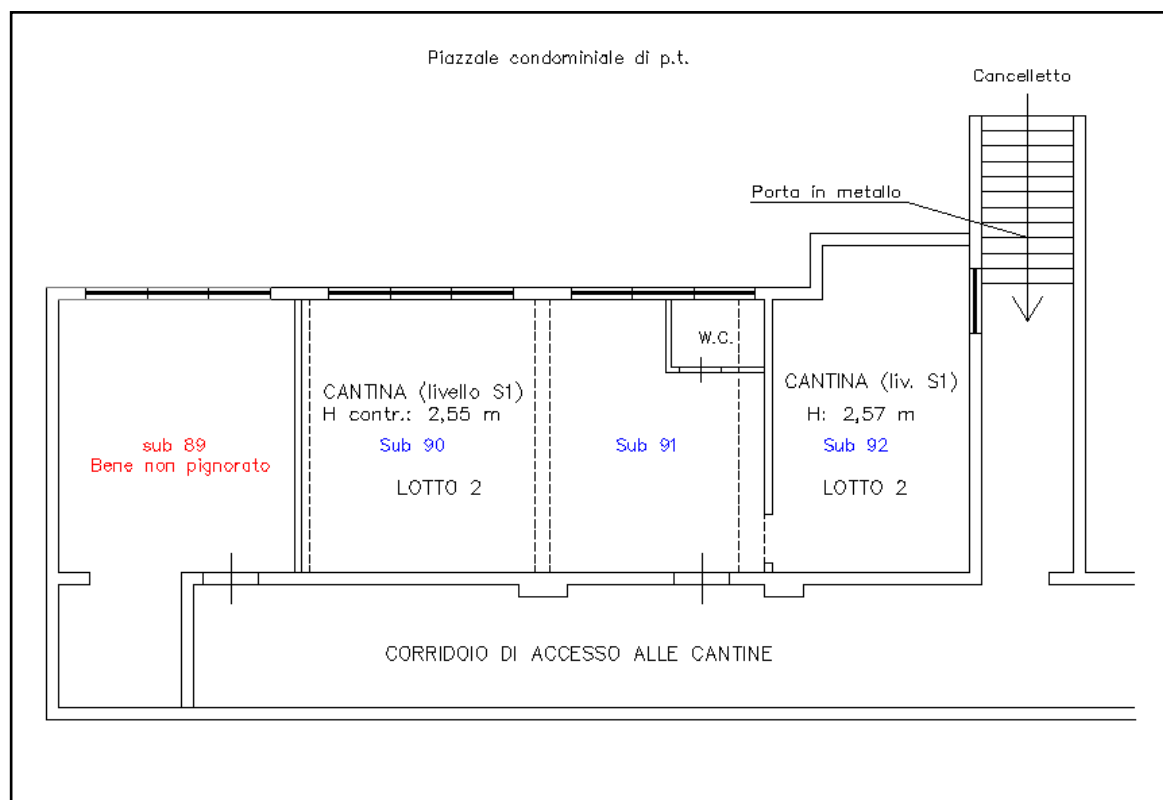 Piazzale condominiale di p.t.
Cancelletto
Porta in metallo
W.C.
CANTINA (livello S1)
H contr.: 2,55 m
Sub 90
LOTTO 2
Sub 91
CANTINA (liv. S1)
H: 2,57 m
Sub 92
LOTTO 2
sub 89
Bene non pignorato
CORRIDOIO DI ACCESSO ALLE CANTINE